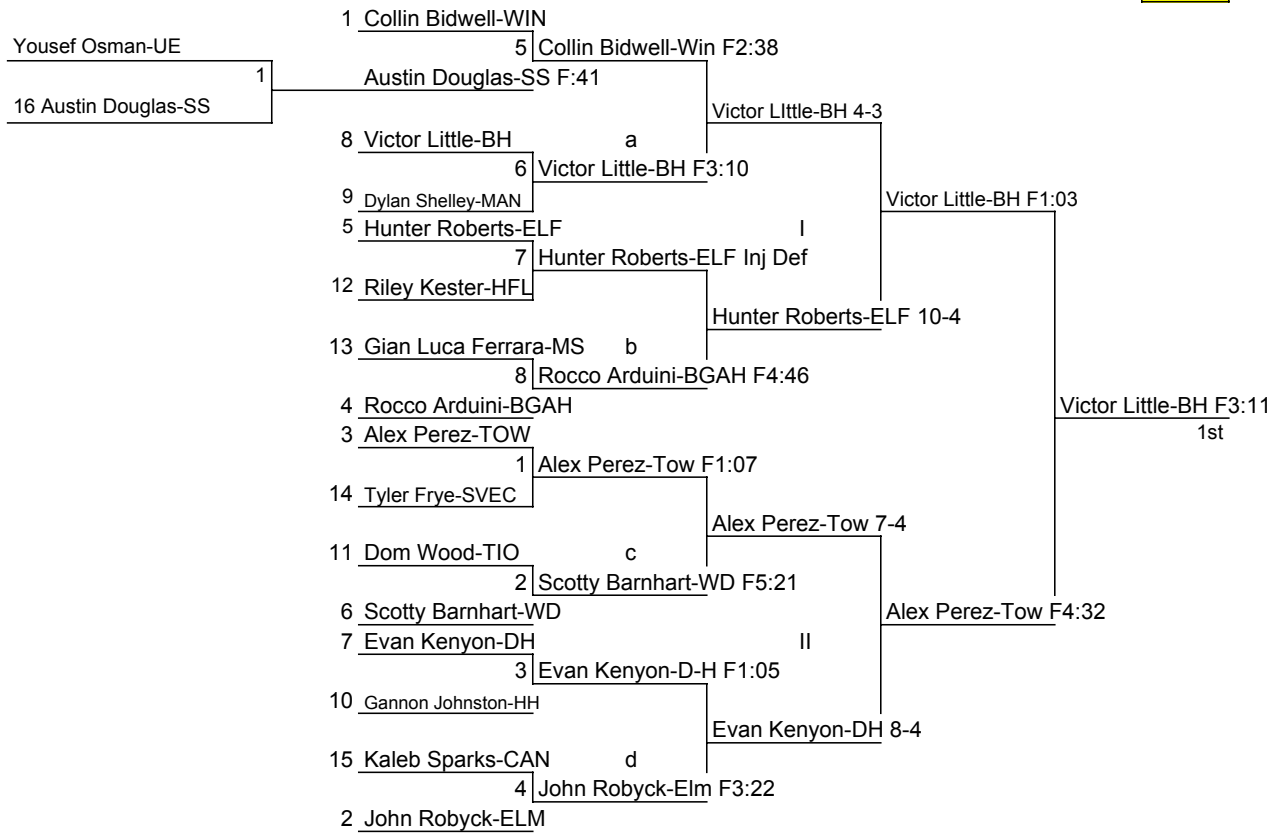 1 Collin Bidwell-WIN
Yousef Osman-UE
5 Collin Bidwell-Win F2:38
1
Austin Douglas-SS F:41
16 Austin Douglas-SS
Victor LIttle-BH 4-3
8 Victor Little-BH a
6 Victor Little-BH F3:10
9 Dylan Shelley-MAN
Victor Little-BH F1:03
5 Hunter Roberts-ELF I
7 Hunter Roberts-ELF Inj Def
12 Riley Kester-HFL
Hunter Roberts-ELF 10-4
13 Gian Luca Ferrara-MS b
8 Rocco Arduini-BGAH F4:46
4 Rocco Arduini-BGAH
Victor Little-BH F3:11
1st
3 Alex Perez-TOW
1 Alex Perez-Tow F1:07
14 Tyler Frye-SVEC
Alex Perez-Tow 7-4
11 Dom Wood-TIO c
2 Scotty Barnhart-WD F5:21
6 Scotty Barnhart-WD
Alex Perez-Tow F4:32
7 Evan Kenyon-DH II
3 Evan Kenyon-D-H F1:05
10 Gannon Johnston-HH
Evan Kenyon-DH 8-4
15 Kaleb Sparks-CAN d
4 John Robyck-Elm F3:22
2 John Robyck-ELM